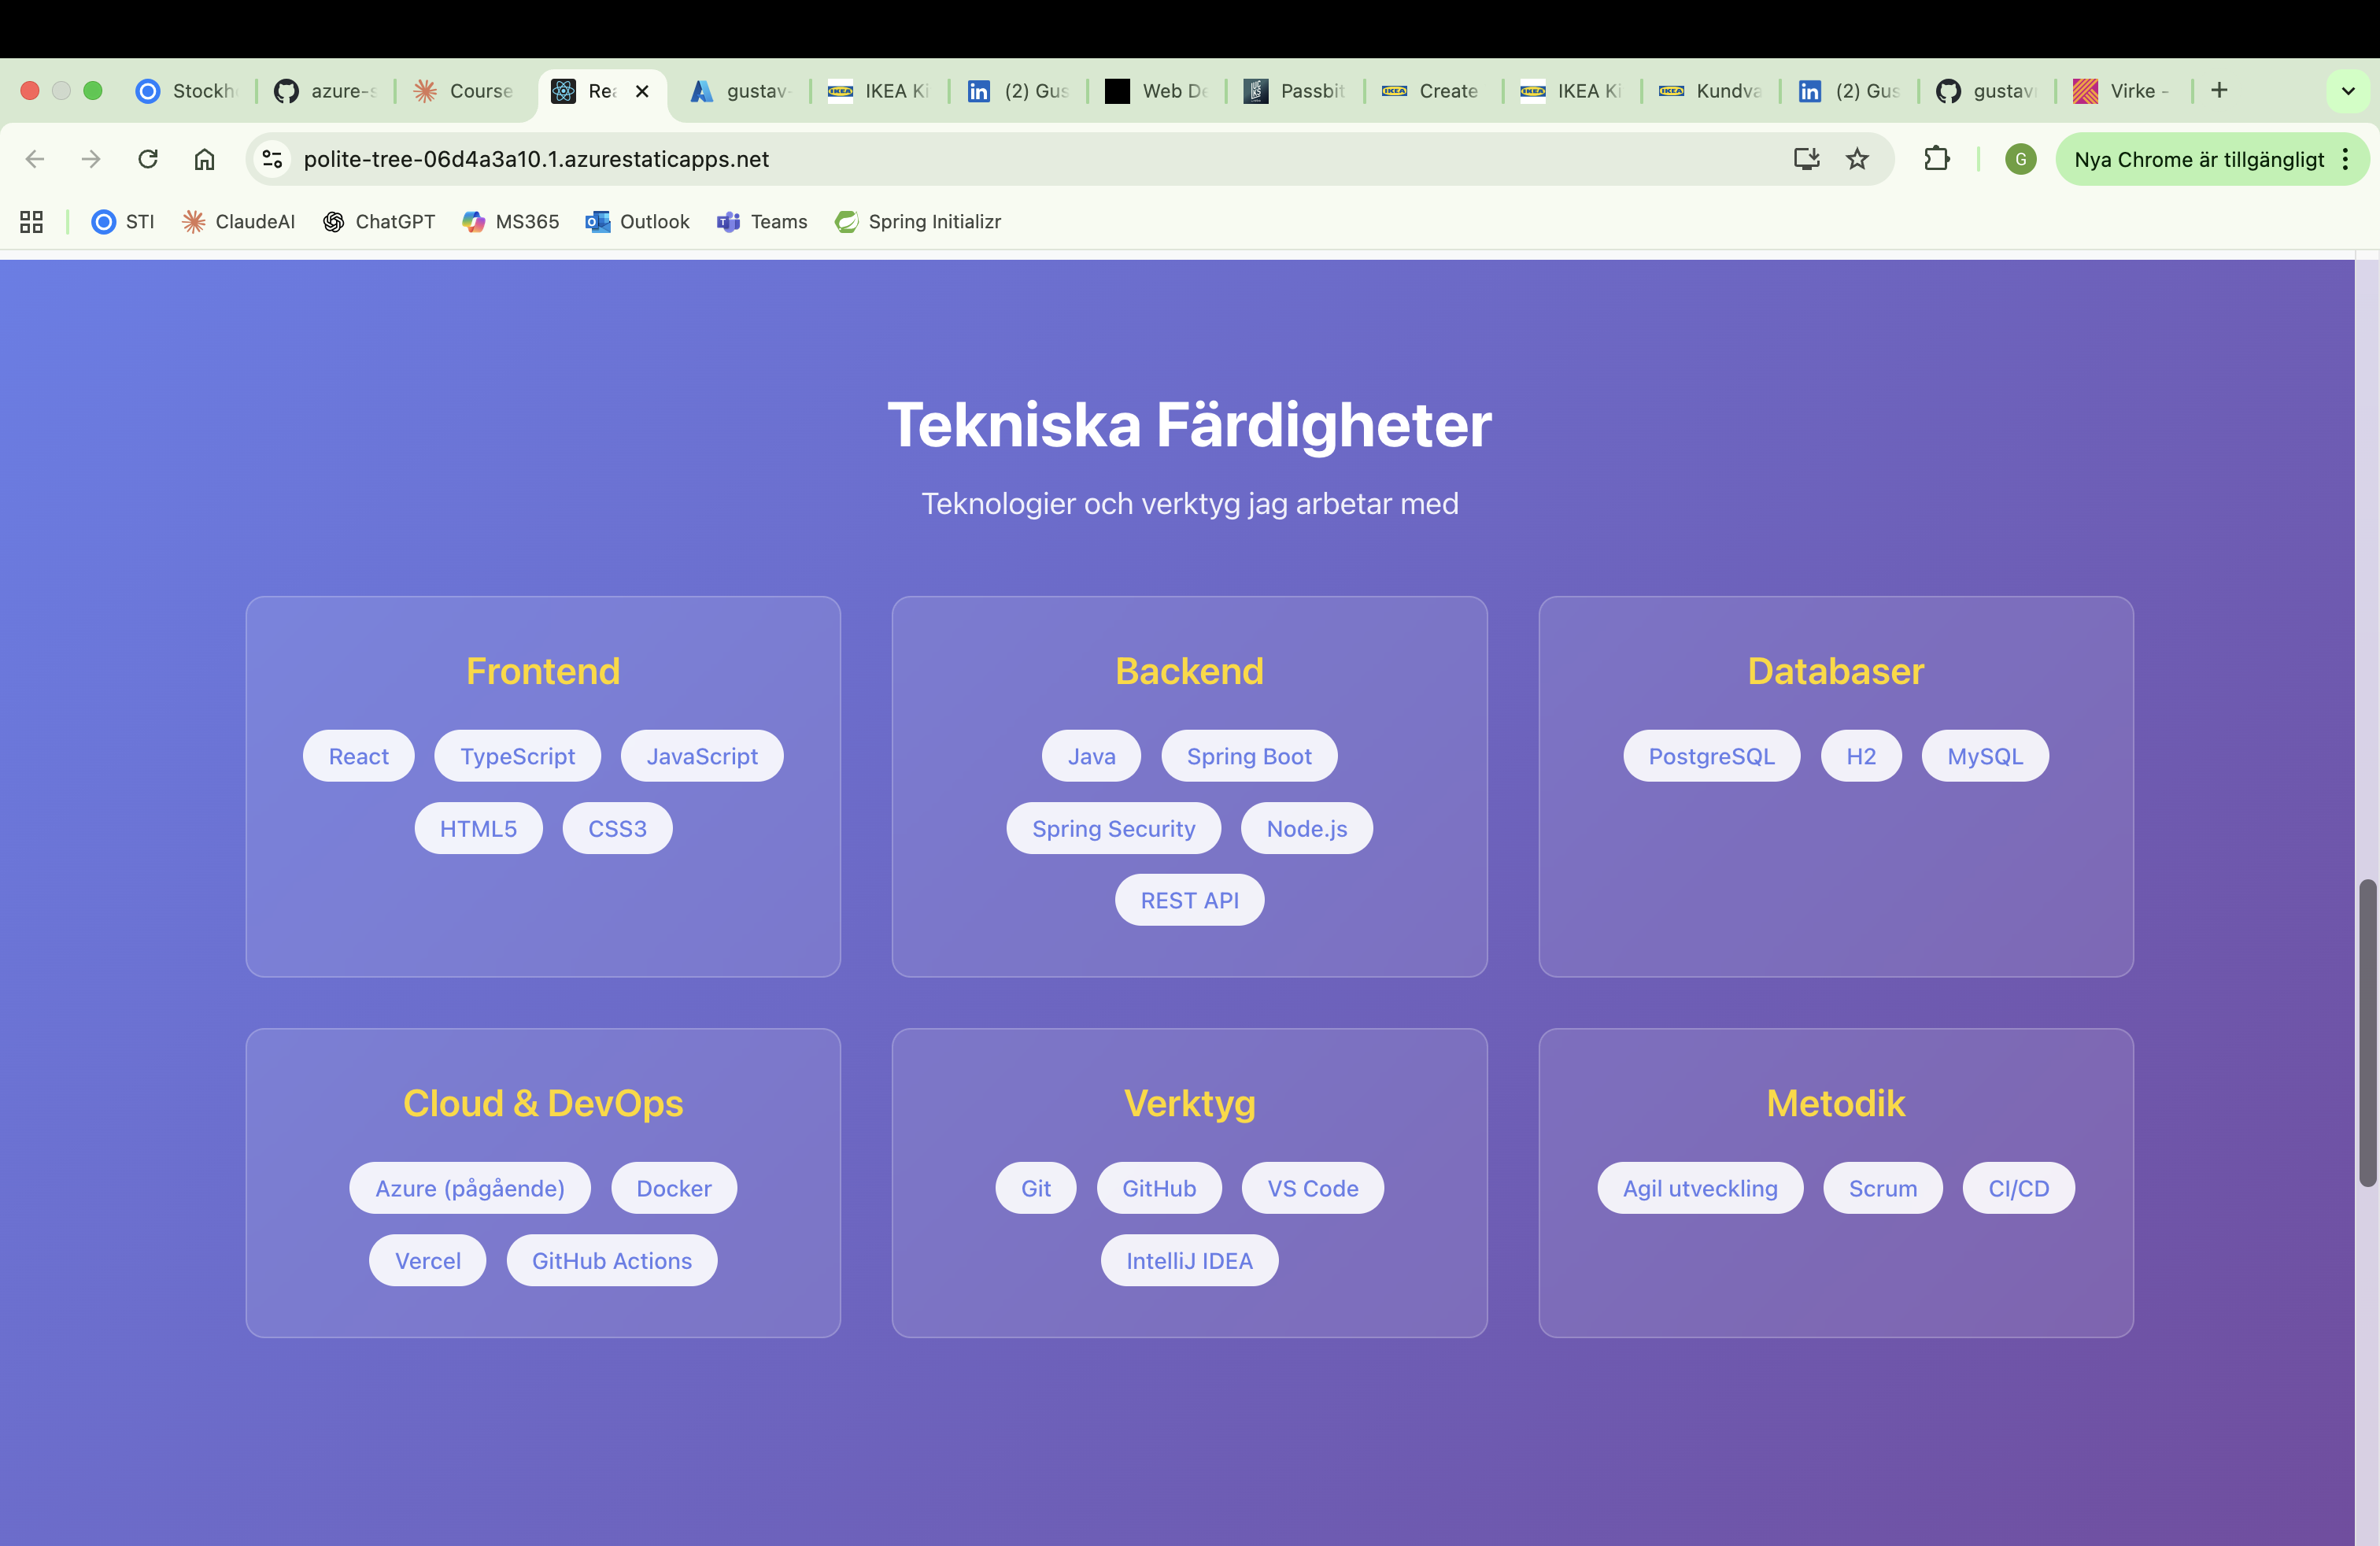 Stockh
azure-s
Course
Rea
gustav-
IKEA Ki
(2) Gus
Web De
Passbit
Create
IKEA Ki
Kundva
(2) Gus
gustav
Virke -
polite-tree-06d4a3a10.1.azurestaticapps.net
G
Nya Chrome är tillgängligt
STI
ClaudeAI
ChatGPT
MS365
Outlook
Teams
Spring Initializr
Tekniska Färdigheter
Teknologier och verktyg jag arbetar med
Frontend
React TypeScript JavaScript
HTML5 CSS3
Backend
Java Spring Boot
Spring Security Node.js
REST API
Databaser
PostgreSQL H2 MySQL
Cloud & DevOps
Azure (pågående) Docker
Vercel GitHub Actions
Verktyg
Git GitHub VS Code
IntelliJ IDEA
Metodik
Agil utveckling Scrum CI/CD